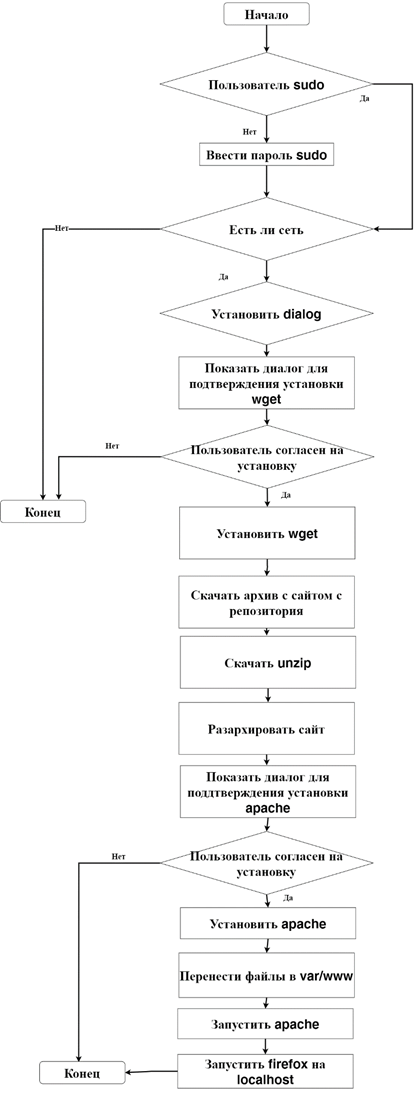 Начало
Пользователь sudo
Да
Нет
Ввести пароль sudo
Есть ли сеть
Нет
Да
Установить dialog
Показать диалог для
подтверждения установки
wget
Пользователь согласен на
установку
Нет
Да
Конец
Установить wget
Скачать архив с сайтом с
репозитория
Скачать unzip
Разархировать сайт
Показать диалог для
поддтверждения установки
apache
Пользователь согласен на
установку
Нет
Да
Установить apache
Перенести файлы в var/www
Запустить apache
Запустить firefox на
localhost
Конец